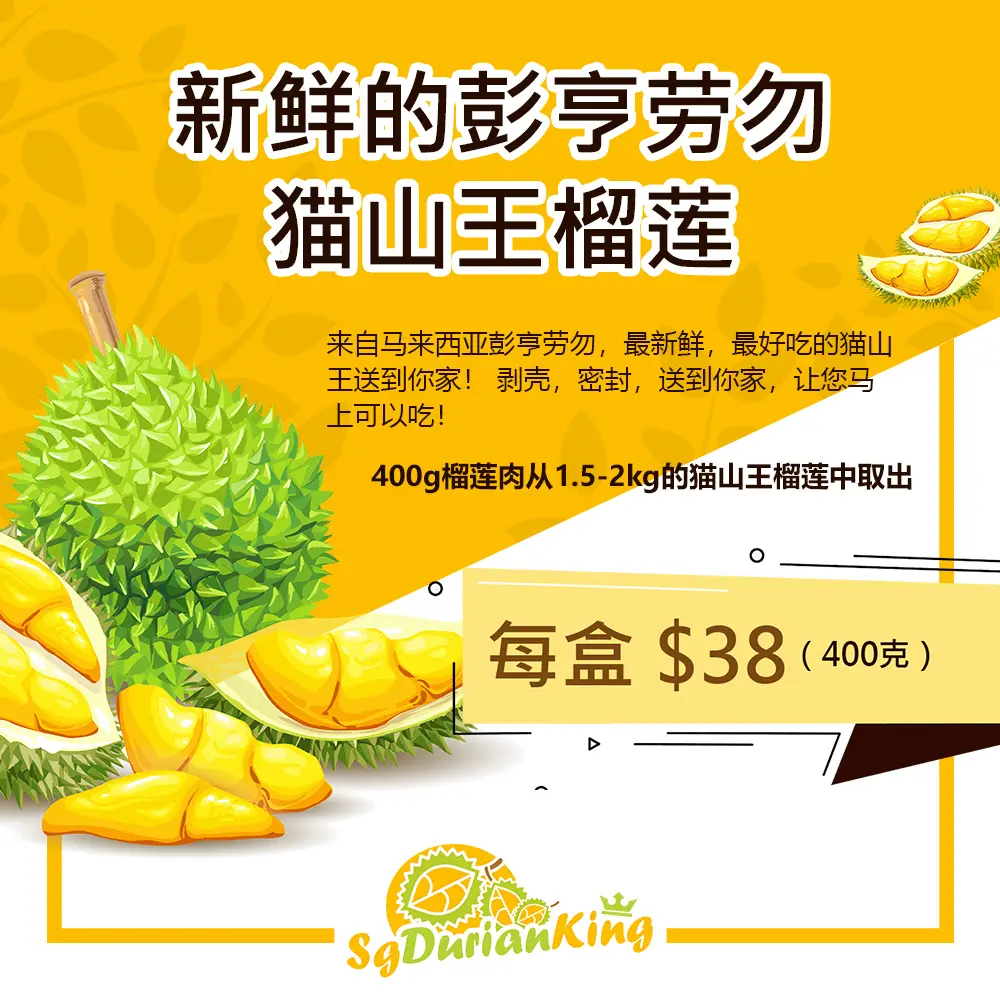 新鲜的彭亨劳勿
猫山王榴莲
来自马来西亚彭亨劳勿，最新鲜，最好吃的猫山
王送到你家！ 剥壳，密封，送到你家，让您马
上可以吃！
400g榴莲肉从1.5-2kg的猫山王榴莲中取出
每盒 $38（400克）
SgDurianKing